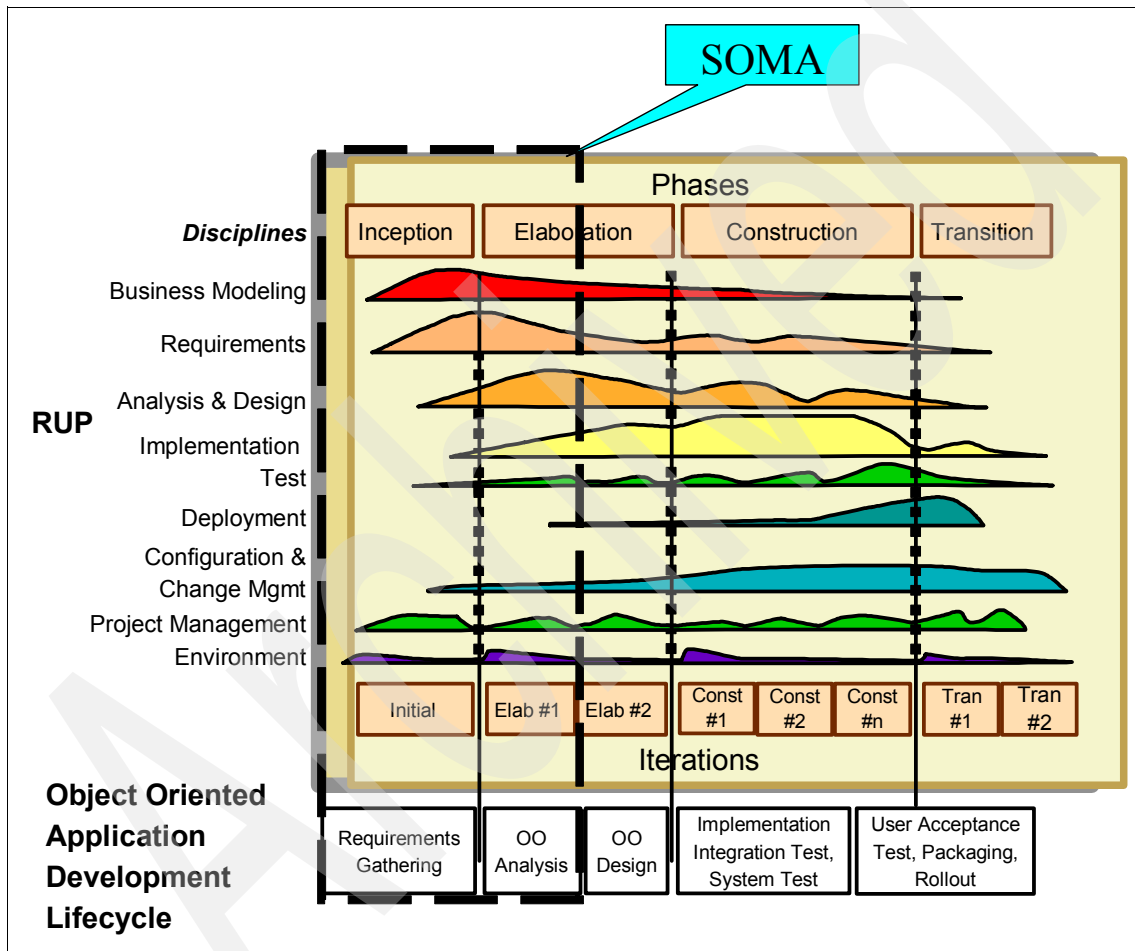 SOMA
Phases
Disciplines
Inception
Elaboration
Construction
Transition
Business Modeling
Requirements
Analysis & Design
RUP
Implementation
Test
Deployment
Configuration &
Change Mgmt
Project Management
Environment
Initial
Elab #1
Elab #2
Const
#1
Const
#2
Const
#n
Tran
#1
Tran
#2
Iterations
Object Oriented
Application
Development
Lifecycle
Requirements
Gathering
OO
Analysis
OO
Design
Implementation
Integration Test,
System Test
User Acceptance
Test, Packaging,
Rollout
Archived